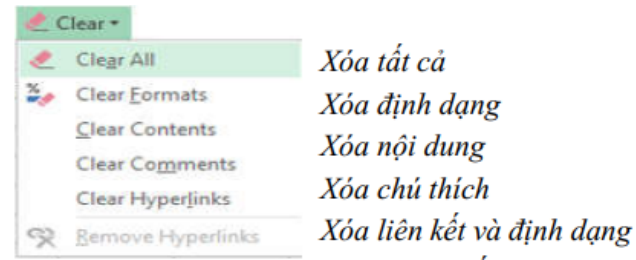 Clear
Clear All Xóa tất cả
Clear Formats Xóa định dạng
Clear Contents Xóa nội dung
Clear Comments Xóa chú thích
Clear Hyperlinks Xóa liên kết và định dạng
Remove Hyperlinks